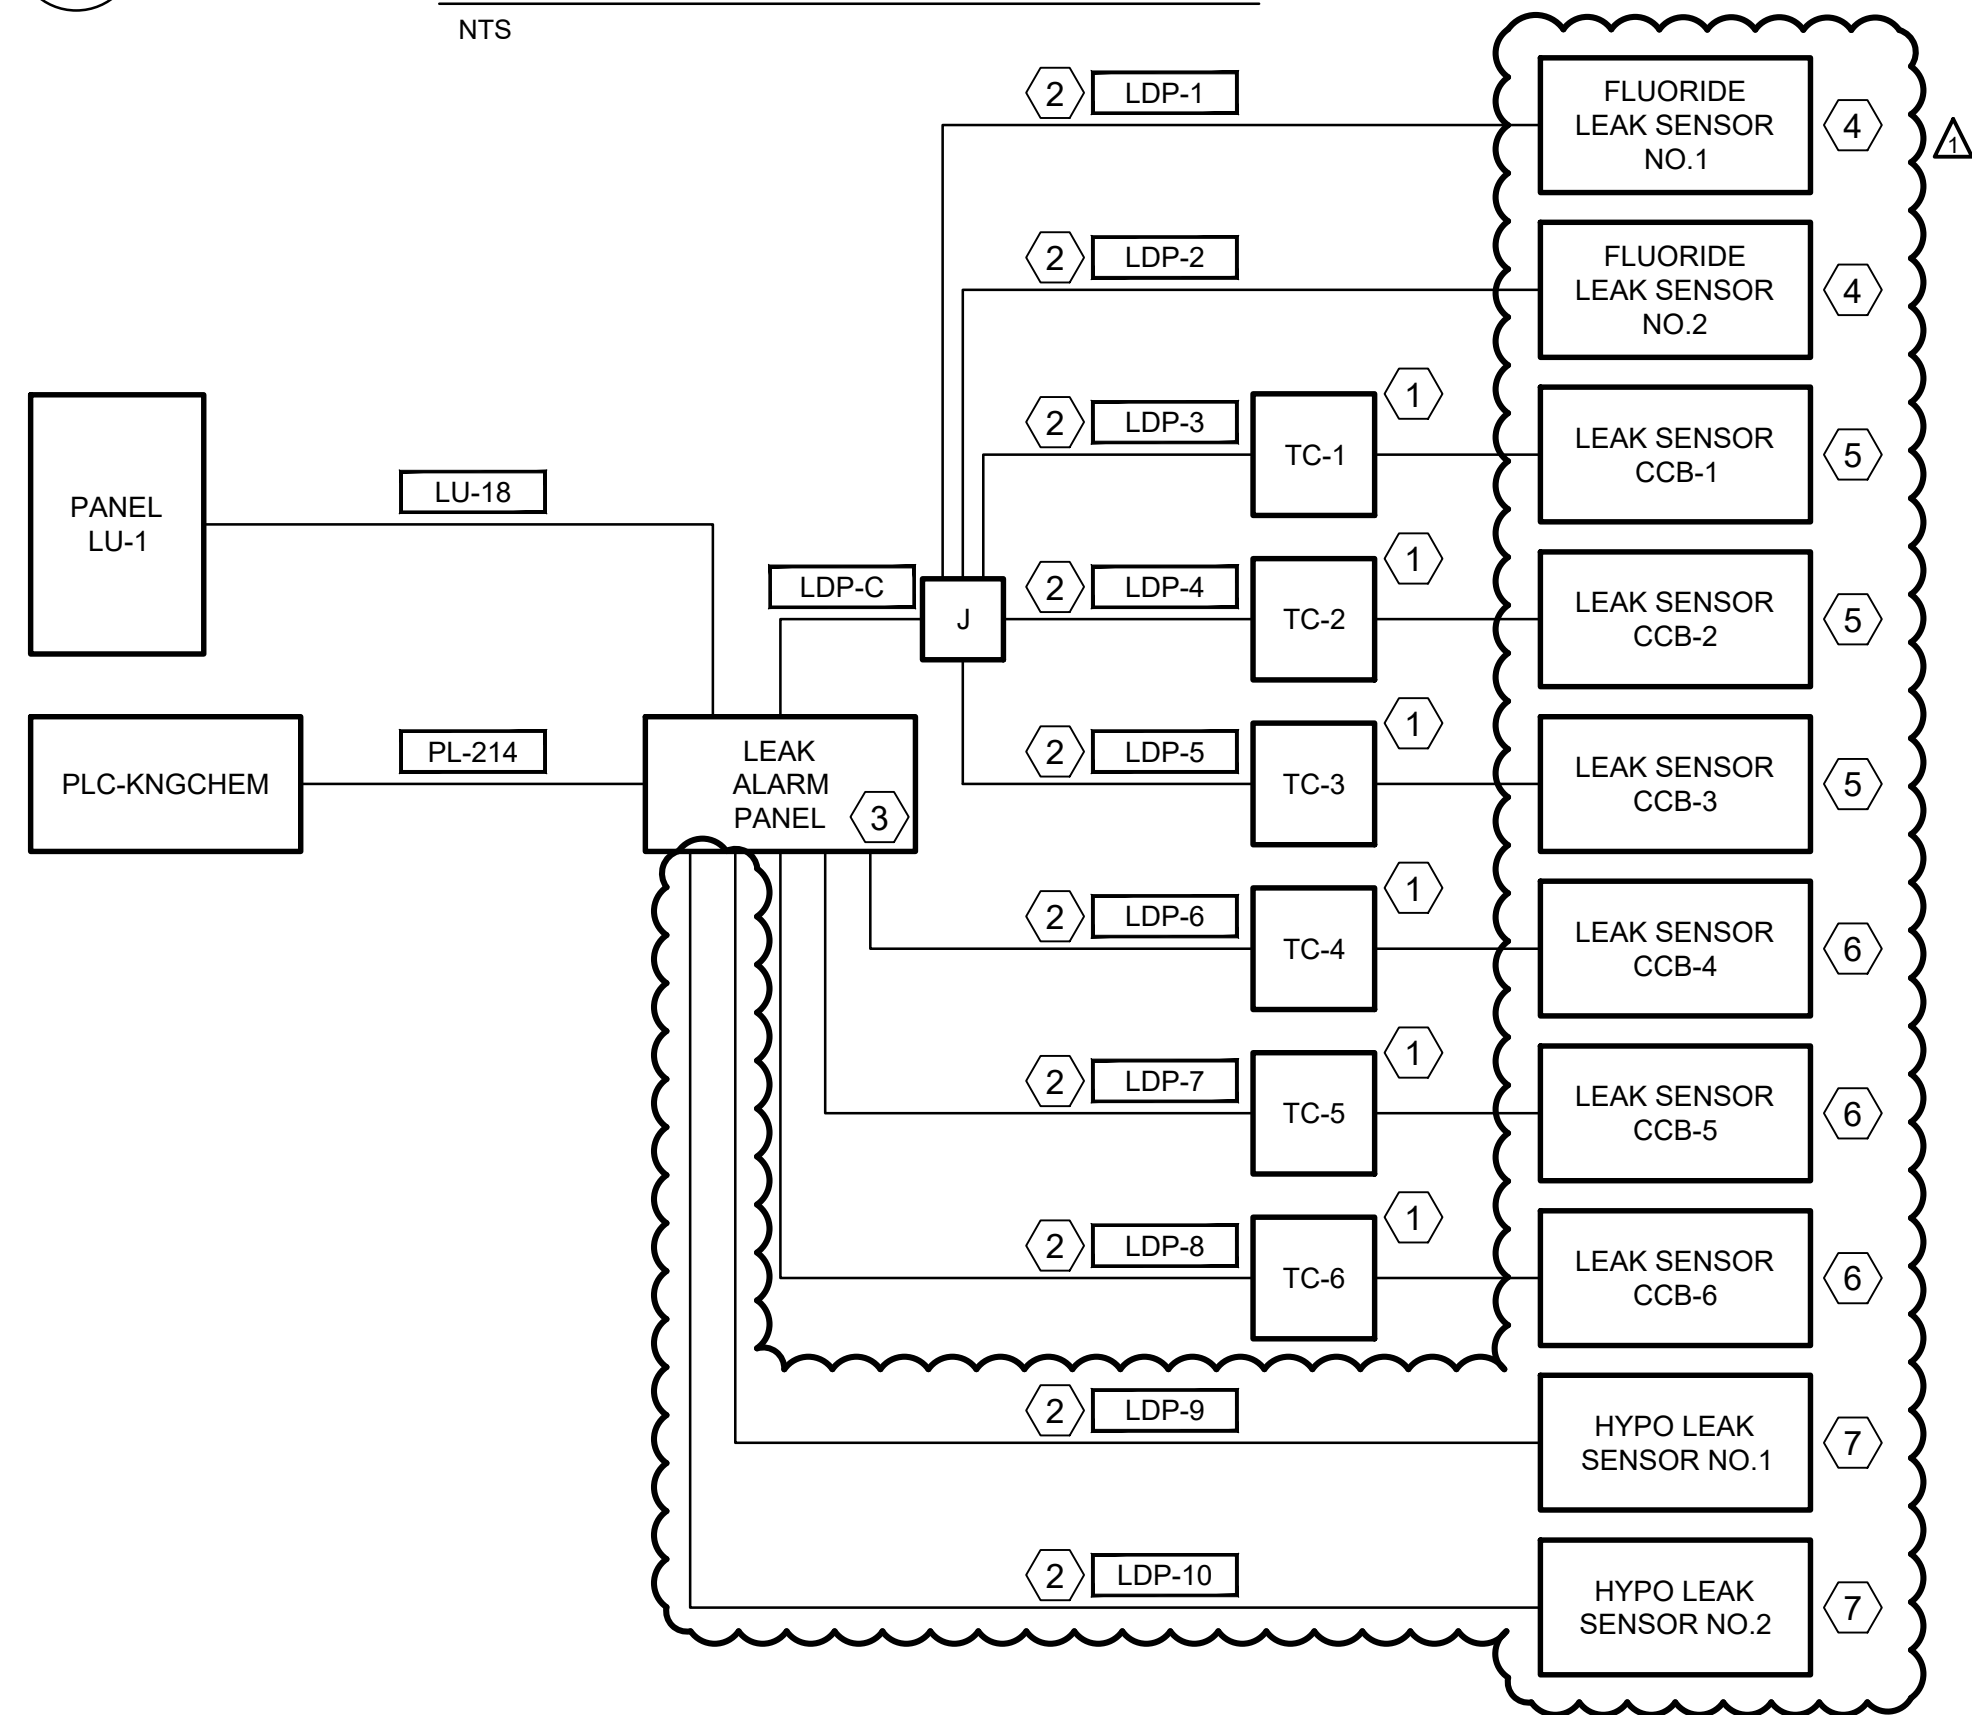 NTS
2
LDP-1
FLUORIDE
LEAK SENSOR
NO.1
4
1
2
LDP-2
FLUORIDE
LEAK SENSOR
NO.2
4
2
LDP-3
TC-1
1
LEAK SENSOR
CCB-1
5
PANEL
LU-1
LU-18
LDP-C
J
2
LDP-4
TC-2
1
LEAK SENSOR
CCB-2
5
PLC-KNGCHEM
PL-214
LEAK
ALARM
PANEL
3
2
LDP-5
TC-3
1
LEAK SENSOR
CCB-3
5
2
LDP-6
TC-4
1
LEAK SENSOR
CCB-4
6
2
LDP-7
TC-5
1
LEAK SENSOR
CCB-5
6
2
LDP-8
TC-6
1
LEAK SENSOR
CCB-6
6
2
LDP-9
HYPO LEAK
SENSOR NO.1
7
2
LDP-10
HYPO LEAK
SENSOR NO.2
7